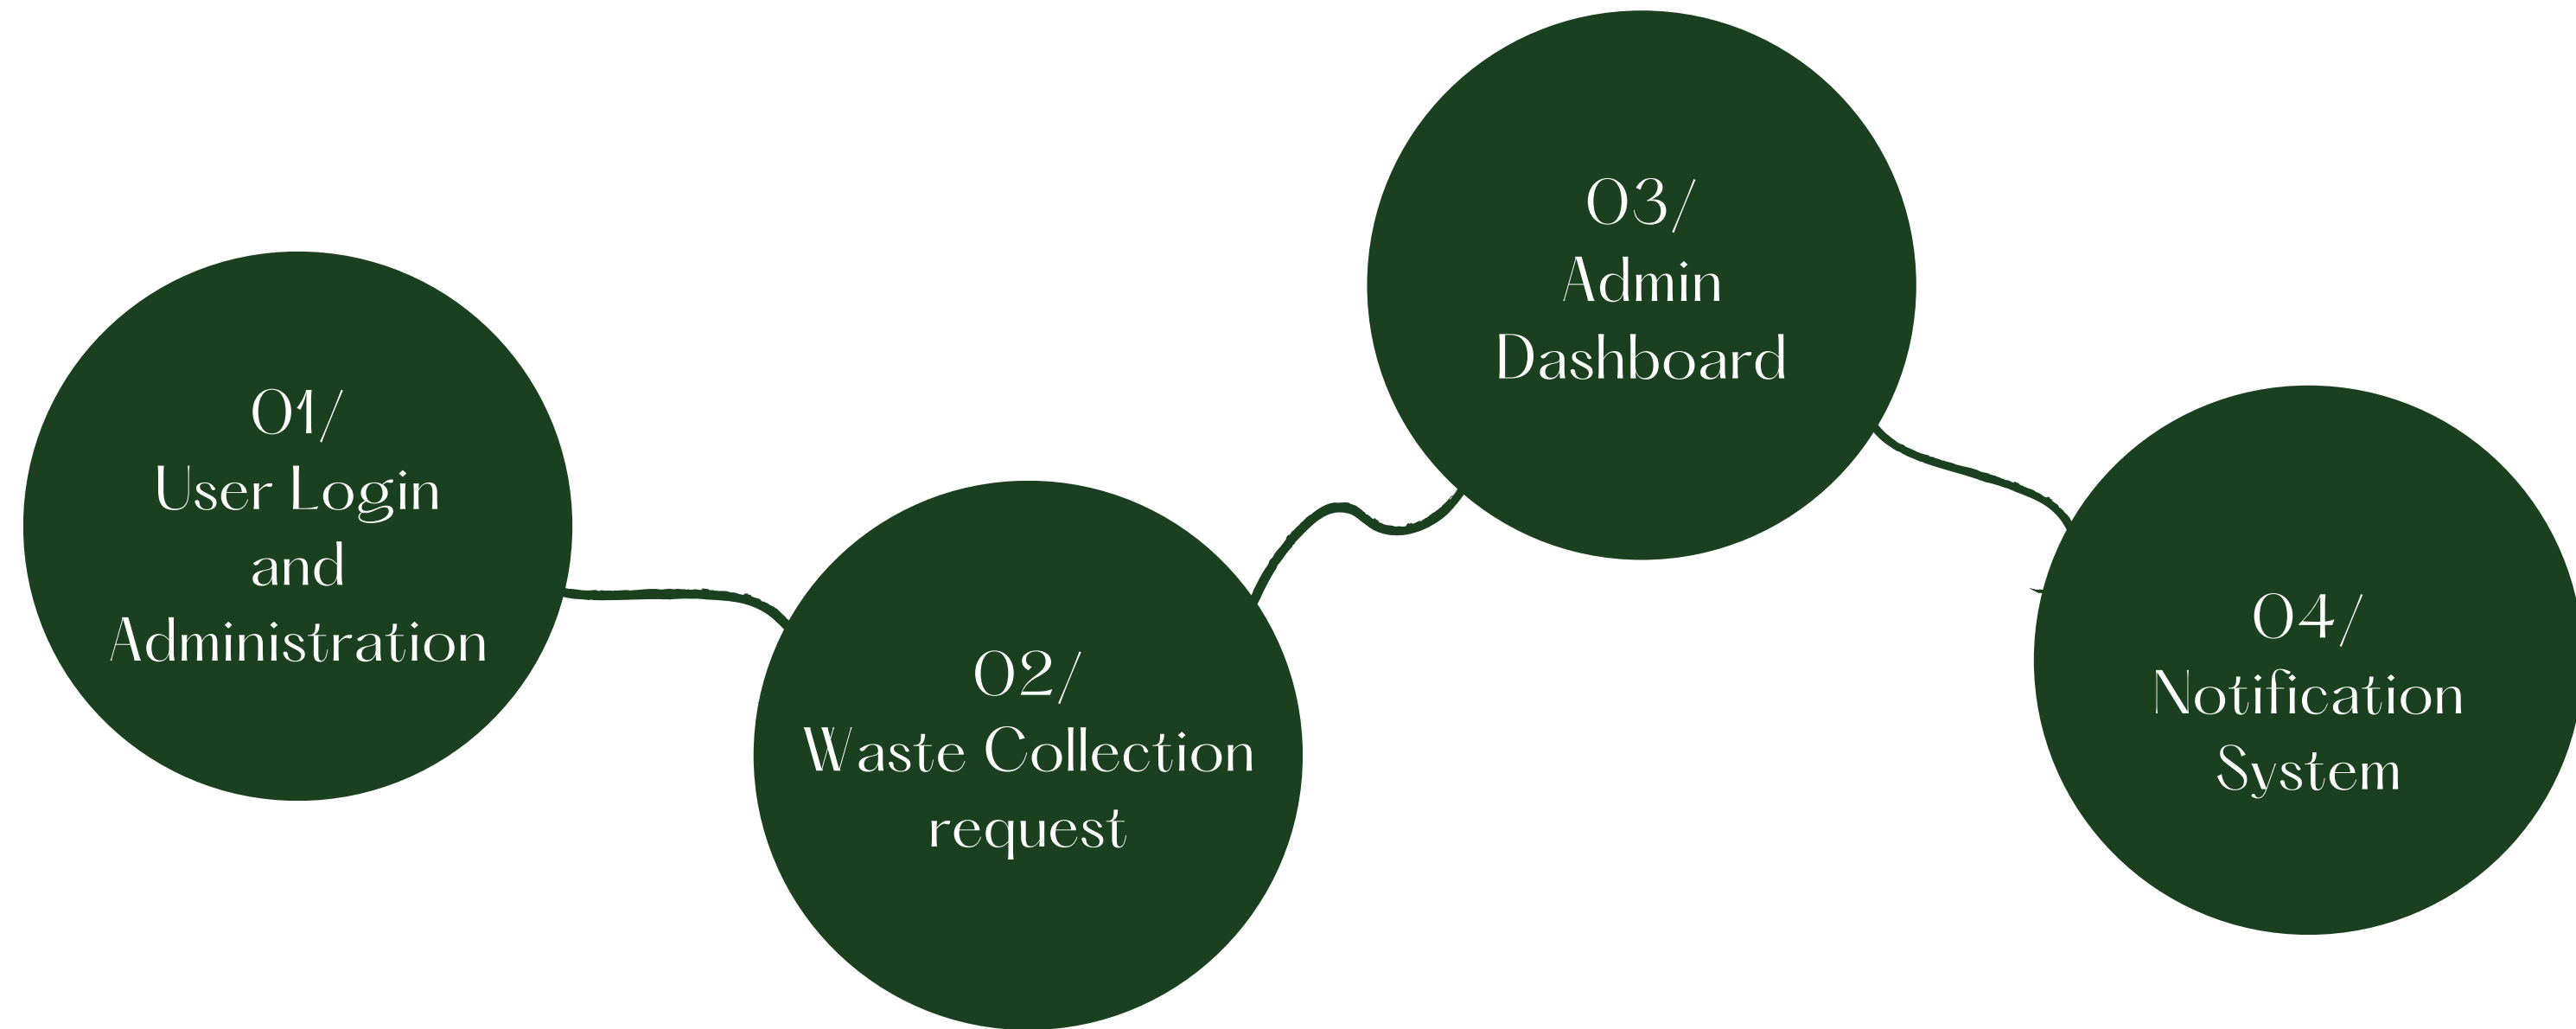 01/
User Login
and
Administration
02/
Waste Collection
request
03/
Admin
Dashboard
04/
Notification
System